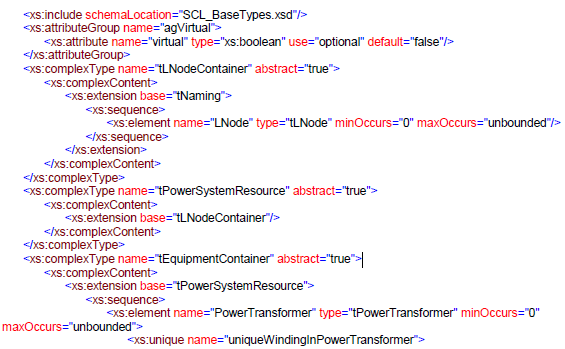 <xs:include schemaLocation="SCL_BaseTypes.xsd"/>
<xs:attributeGroup name="agVirtual">
<xs:attribute name="virtual" type="xs:boolean" use="optional" default="false"/>
</xs:attributeGroup>
<xs:complexType name="tLNodeContainer" abstract="true">
<xs:complexContent>
<xs:extension base="tNaming">
<xs:sequence>
<xs:element name="LNode" type="tLNode" minOccurs="0" maxOccurs="unbounded"/>
</xs:sequence>
</xs:extension>
</xs:complexContent>
</xs:complexType>
<xs:complexType name="tPowerSystemResource" abstract="true">
<xs:complexContent>
<xs:extension base="tLNodeContainer"/>
</xs:complexContent>
</xs:complexType>
<xs:complexType name="tEquipmentContainer" abstract="true">
<xs:complexContent>
<xs:extension base="tPowerSystemResource">
<xs:sequence>
<xs:element name="PowerTransformer" type="tPowerTransformer" minOccurs="0"
maxOccurs="unbounded">
<xs:unique name="uniqueWindingInPowerTransformer">